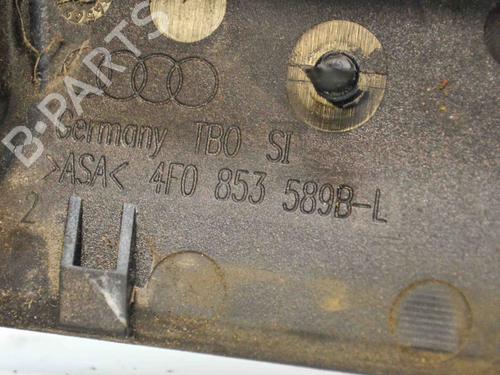 B-PARTS
Germany TBO SI
>ASA< 4F0 853 589B-L
2